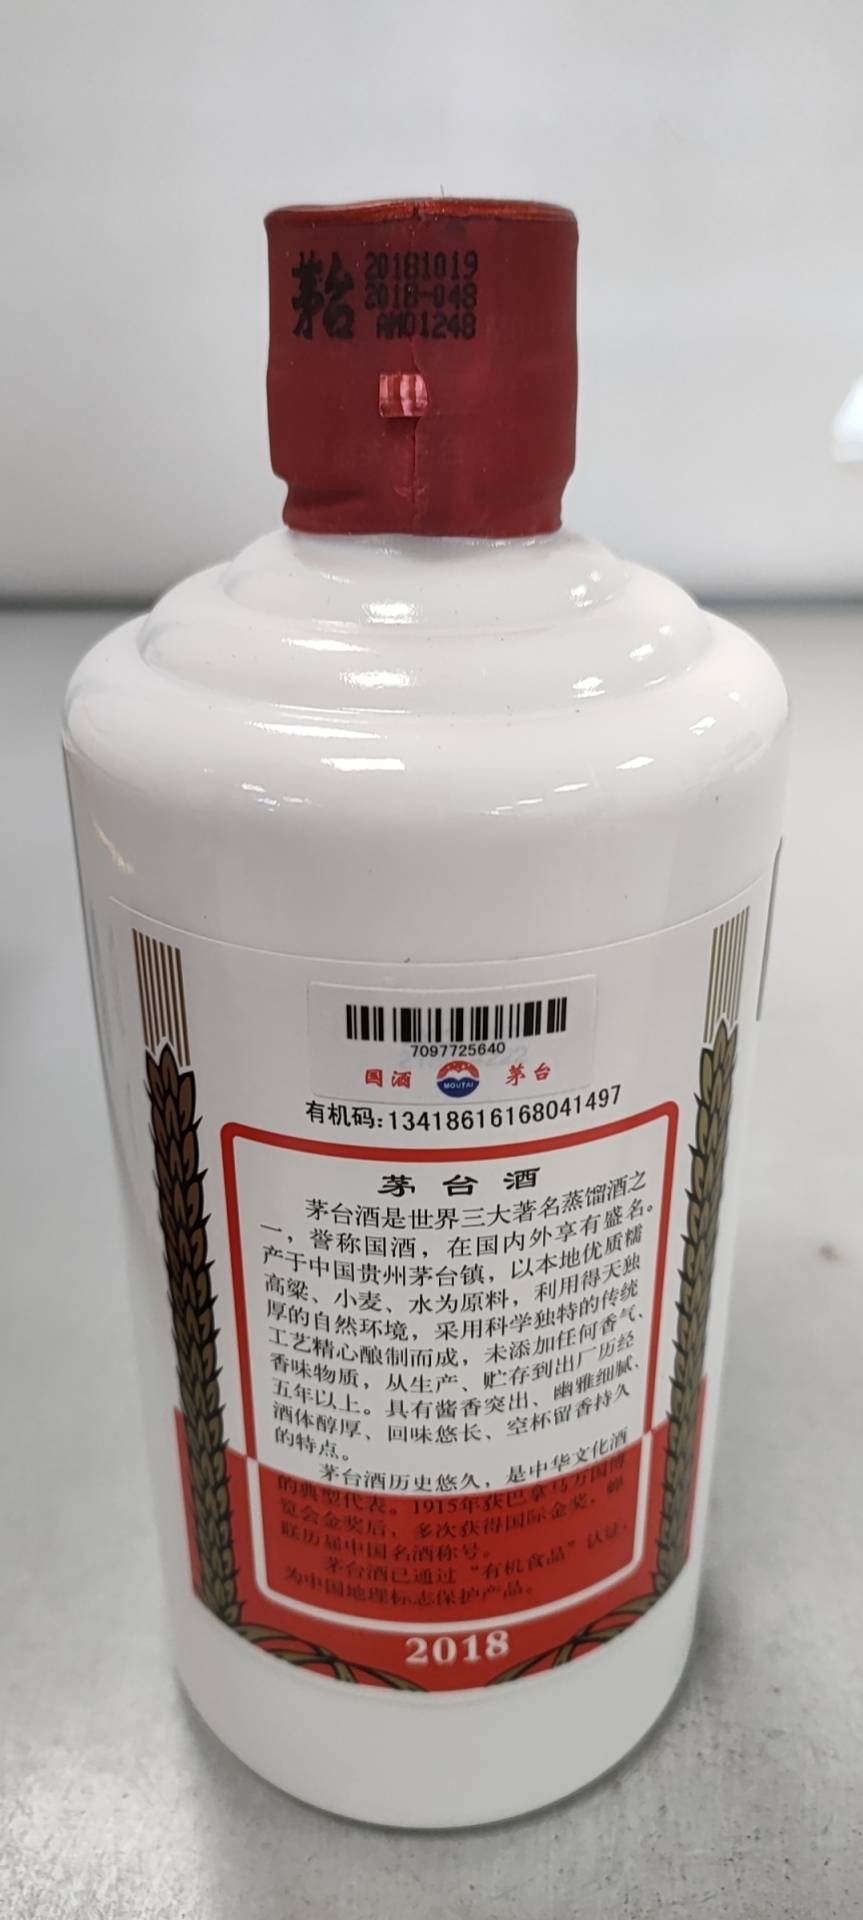 茅台
20181019
2018-048
AM01248
7097725640
国酒 MOUTAI 茅台
有机码:13418616168041497
茅台酒
茅台酒是世界三大著名蒸馏酒之
一，誉称国酒，在国内外享有盛名。
产于中国贵州茅台镇，以本地优质糯
高粱、小麦、水为原料，利用得天独
厚的自然环境，采用科学独特的传统
工艺精心酿制而成，未添加任何香气、
香味物质，从生产、贮存到出厂历经
五年以上。具有酱香突出、幽雅细腻、
酒体醇厚、回味悠长、空杯留香持久
的特点。
茅台酒历史悠久，是中华文化酒
的典型代表。1915年获巴拿马万国博
览会金奖后，多次获得国际金奖，蝉
联历届中国名酒称号。
茅台酒已通过“有机食品”认证，
为中国地理标志保护产品。
2018